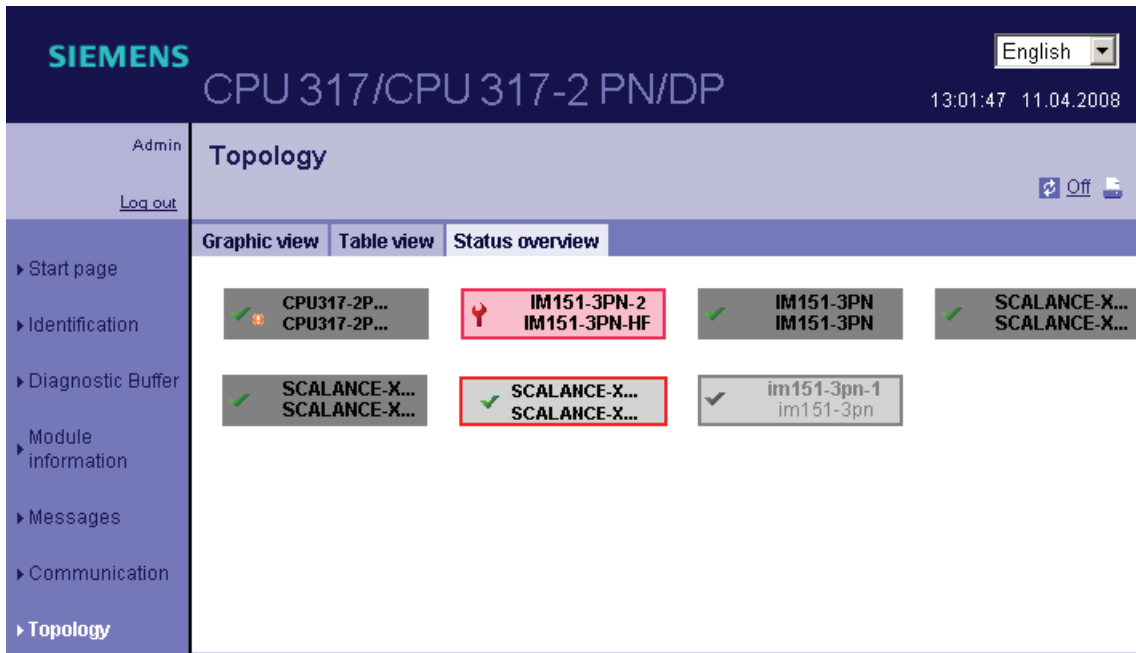 SIEMENS
CPU 317/CPU 317-2 PN/DP
English
13:01:47 11.04.2008
Admin
Log out
Topology
Off
Graphic view Table view Status overview
Start page
Identification
Diagnostic Buffer
Module information
Messages
Communication
Topology
CPU317-2P...
CPU317-2P...
IM151-3PN-2
IM151-3PN-HF
IM151-3PN
IM151-3PN
SCALANCE-X...
SCALANCE-X...
SCALANCE-X...
SCALANCE-X...
SCALANCE-X...
SCALANCE-X...
im151-3pn-1
im151-3pn